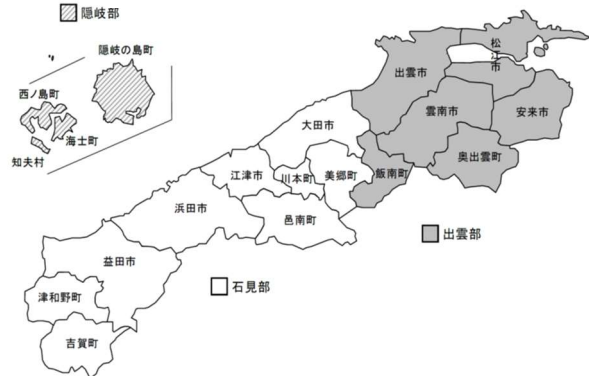 隠岐部
隠岐の島町
西ノ島町
海士町
知夫村
松江市
出雲市
安来市
雲南市
奥出雲町
飯南町
大田市
美郷町
川本町
江津市
邑南町
浜田市
益田市
津和野町
吉賀町
出雲部
石見部